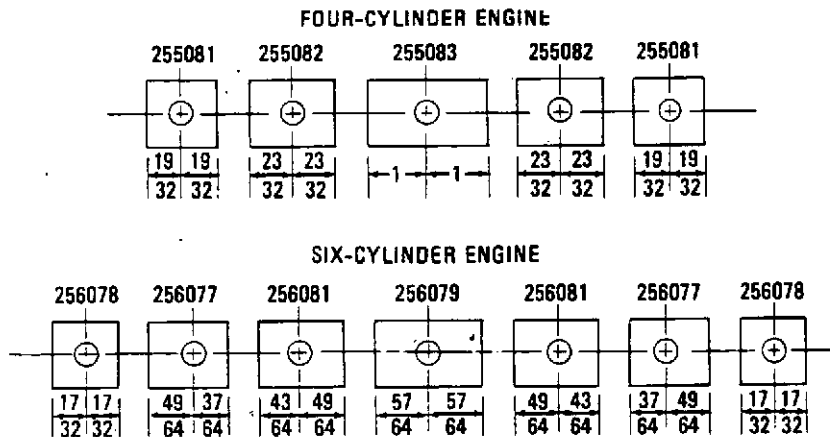 FOUR-CYLINDER ENGINE
255081 255082 255083 255082 255081
19 19 23 23 1 1 23 23 19 19
32 32 32 32 32 32 32 32
SIX-CYLINDER ENGINE
256078 256077 256081 256079 256081 256077 256078
17 17 49 37 43 49 57 57 49 43 37 49 17 17
32 32 64 64 64 64 64 64 64 64 64 64 32 32